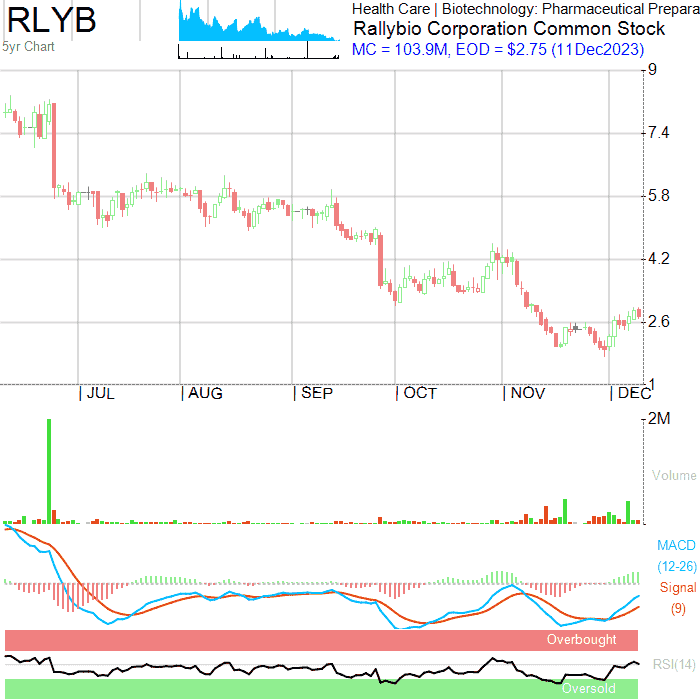 RLYB
5yr Chart
Health Care | Biotechnology: Pharmaceutical Prepara
Rallybio Corporation Common Stock
MC = 103.9M, EOD = $2.75 (11Dec2023)
9
7.4
5.8
4.2
2.6
1
JUL AUG SEP OCT NOV DEC
2M
Volume
MACD
(12-26)
Signal
(9)
Overbought
RSI(14)
Oversold